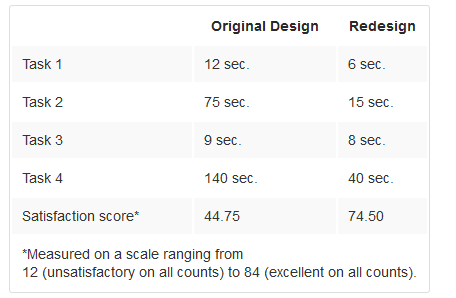 Original Design Redesign
Task 1 12 sec. 6 sec.
Task 2 75 sec. 15 sec.
Task 3 9 sec. 8 sec.
Task 4 140 sec. 40 sec.
Satisfaction score* 44.75 74.50
*Measured on a scale ranging from
12 (unsatisfactory on all counts) to 84 (excellent on all counts).